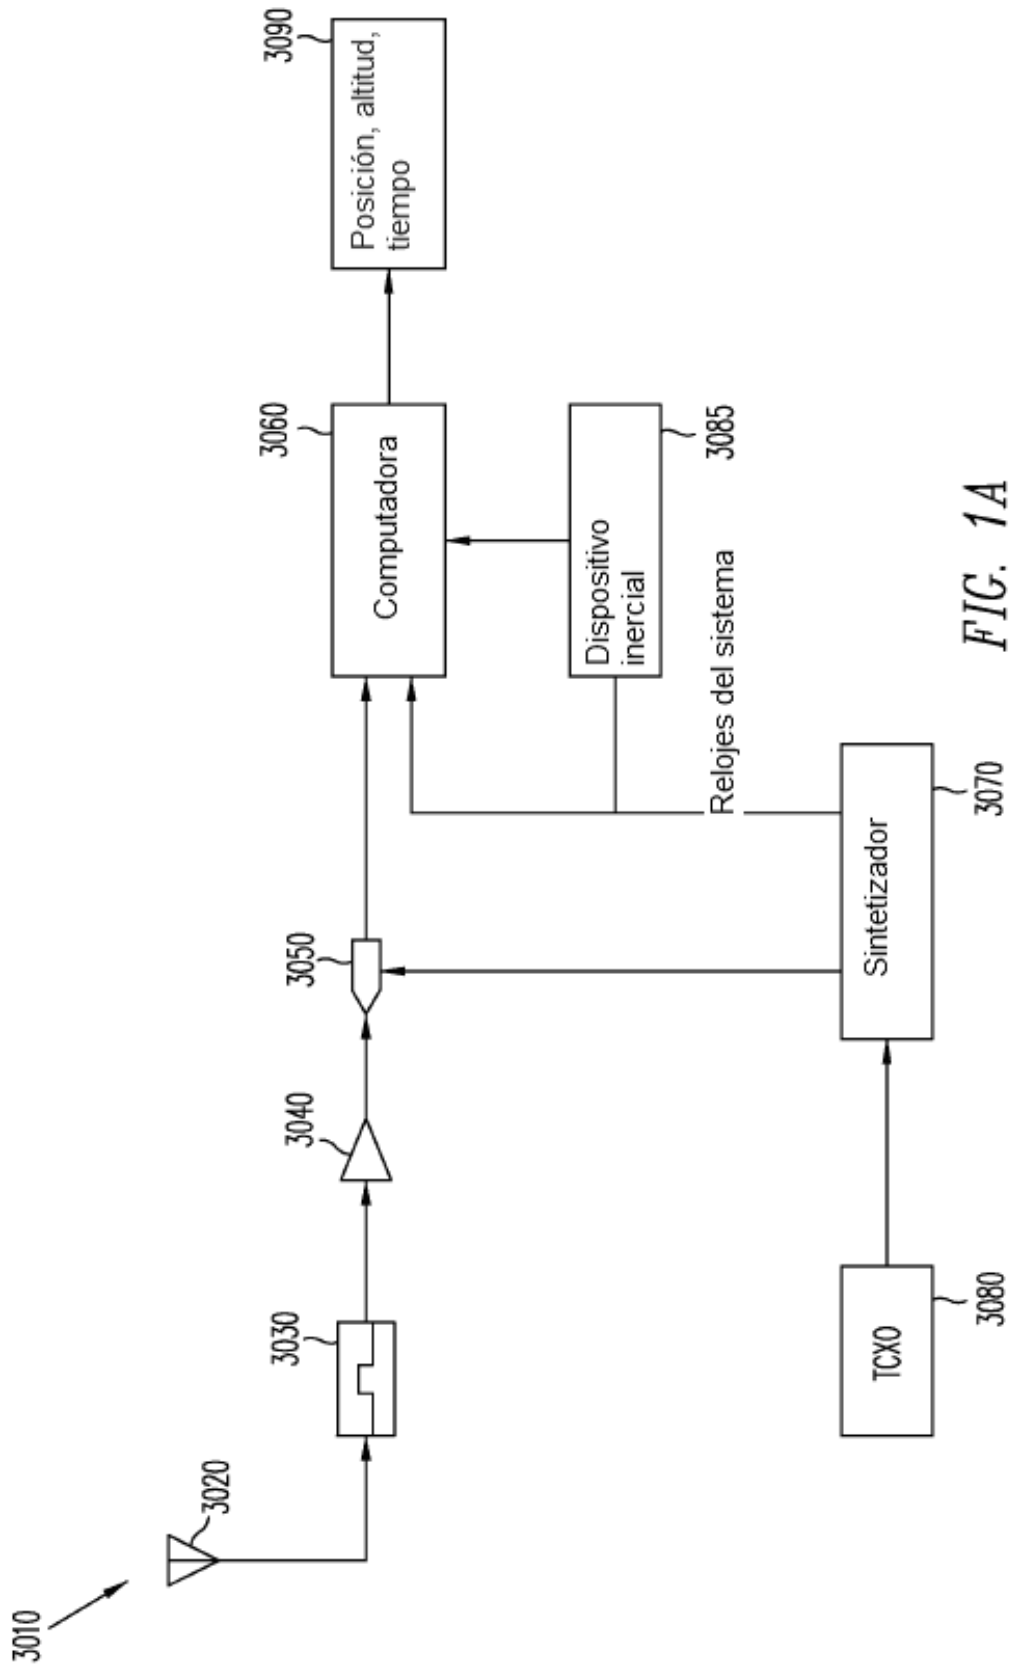 3010
3020
3030
3040
3050
3060
Computadora
3090
Posición, altitud,
tiempo
Dispositivo
inercial
3085
Relojes del sistema
TCXO
3080
Sintetizador
3070
FIG. 1A